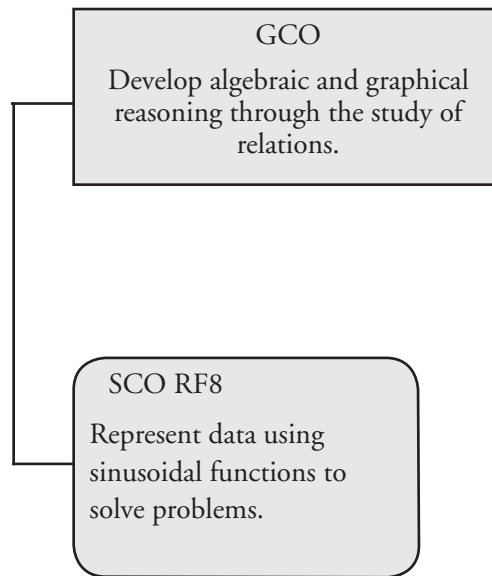 GCO
Develop algebraic and graphical
reasoning through the study of
relations.
SCO RF8
Represent data using
sinusoidal functions to
solve problems.